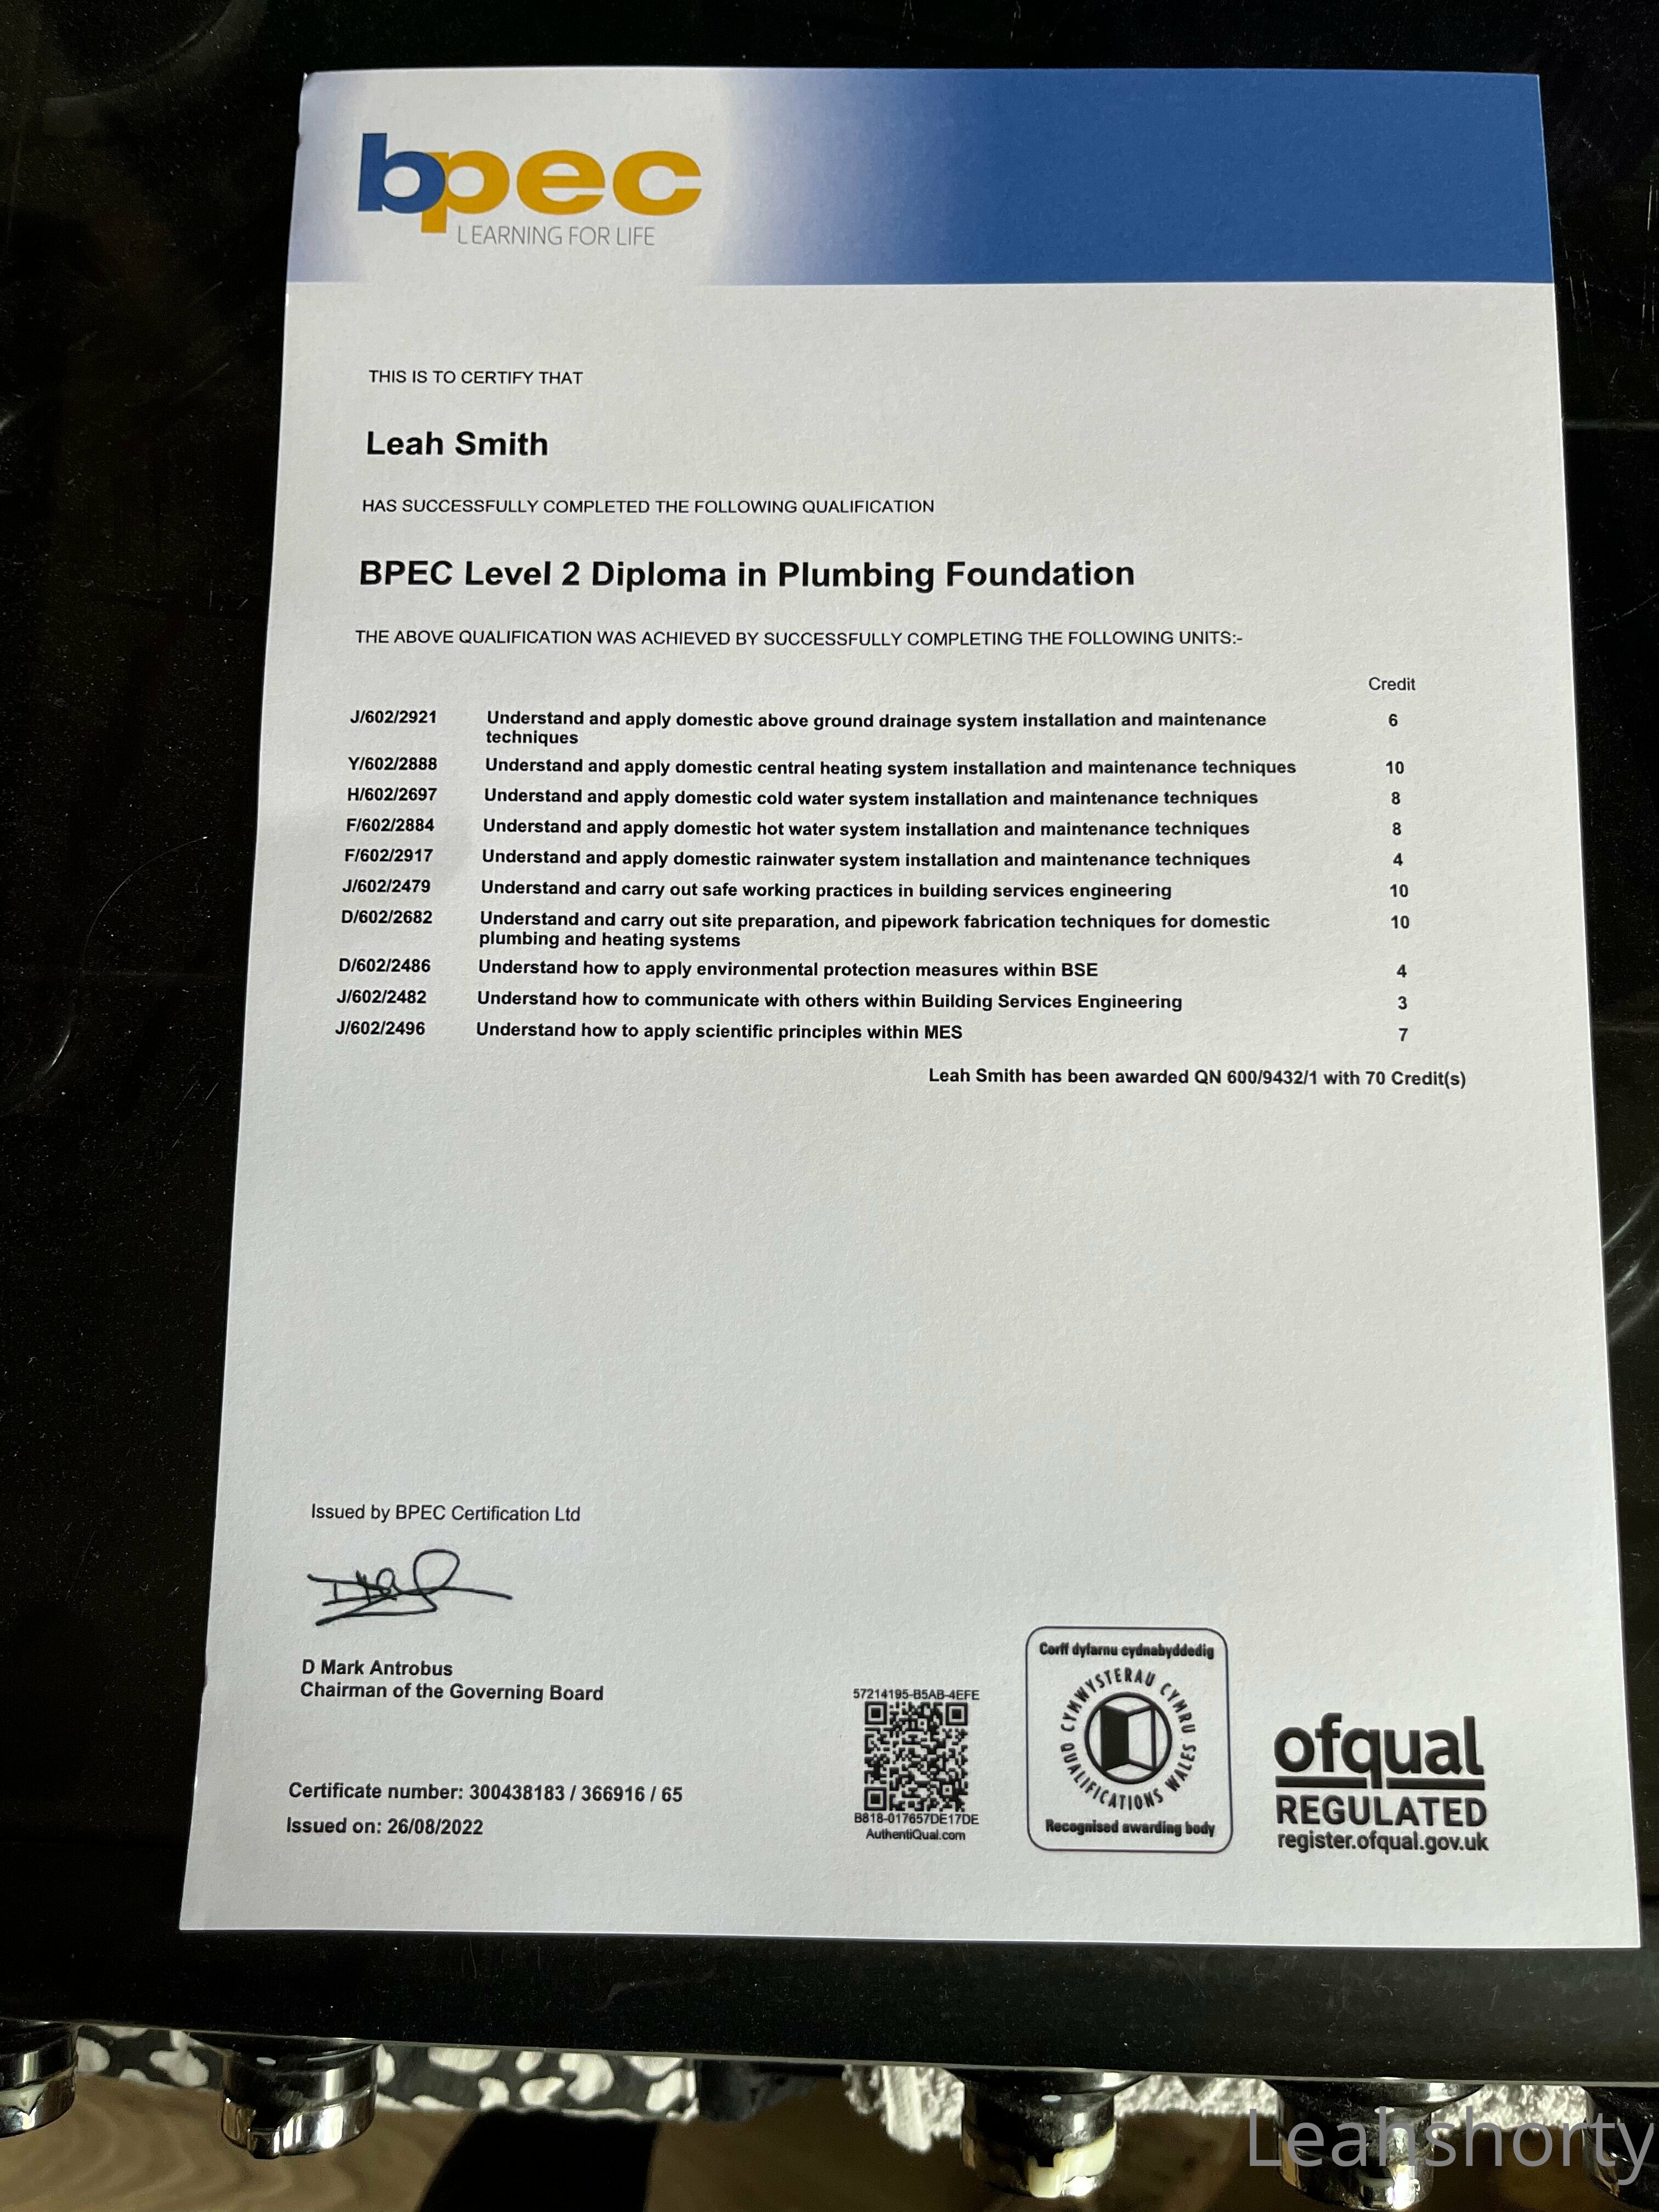 bpec
LEARNING FOR LIFE
THIS IS TO CERTIFY THAT
Leah Smith
HAS SUCCESSFULLY COMPLETED THE FOLLOWING QUALIFICATION
BPEC Level 2 Diploma in Plumbing Foundation
THE ABOVE QUALIFICATION WAS ACHIEVED BY SUCCESSFULLY COMPLETING THE FOLLOWING UNITS:-
Credit
J/602/2921 Understand and apply domestic above ground drainage system installation and maintenance 6
techniques
Y/602/2888 Understand and apply domestic central heating system installation and maintenance techniques 10
H/602/2697 Understand and apply domestic cold water system installation and maintenance techniques 8
F/602/2884 Understand and apply domestic hot water system installation and maintenance techniques 8
F/602/2917 Understand and apply domestic rainwater system installation and maintenance techniques 4
J/602/2479 Understand and carry out safe working practices in building services engineering 10
D/602/2682 Understand and carry out site preparation, and pipework fabrication techniques for domestic 10
plumbing and heating systems
D/602/2486 Understand how to apply environmental protection measures within BSE 4
J/602/2482 Understand how to communicate with others within Building Services Engineering 3
J/602/2496 Understand how to apply scientific principles within MES 7
Leah Smith has been awarded QN 600/9432/1 with 70 Credit(s)
Issued by BPEC Certification Ltd
D Mark Antrobus
Chairman of the Governing Board
Certificate number: 300438183 / 366916 / 65
Issued on: 26/08/2022
57214195-B5AB-4EFE
B818-017657DE17DE
AuthentiQual.com
Corff dyfarnu cydnabyddedig
CYMWYSTERAU CYMRU
QUALIFICATIONS WALES
Recognised awarding body
ofqual
REGULATED
register.ofqual.gov.uk
Leahshorty